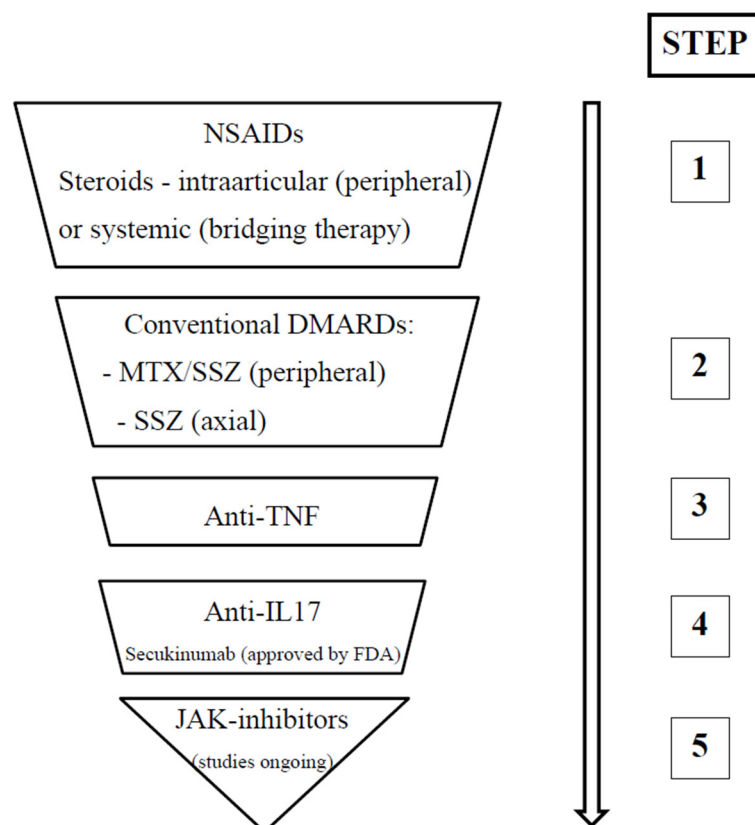 STEP
NSAIDs
Steroids - intraarticular (peripheral)
or systemic (bridging therapy)
1
Conventional DMARDs:
- MTX/SSZ (peripheral)
- SSZ (axial)
2
Anti-TNF
3
Anti-IL17
Secukinumab (approved by FDA)
4
JAK-inhibitors
(studies ongoing)
5